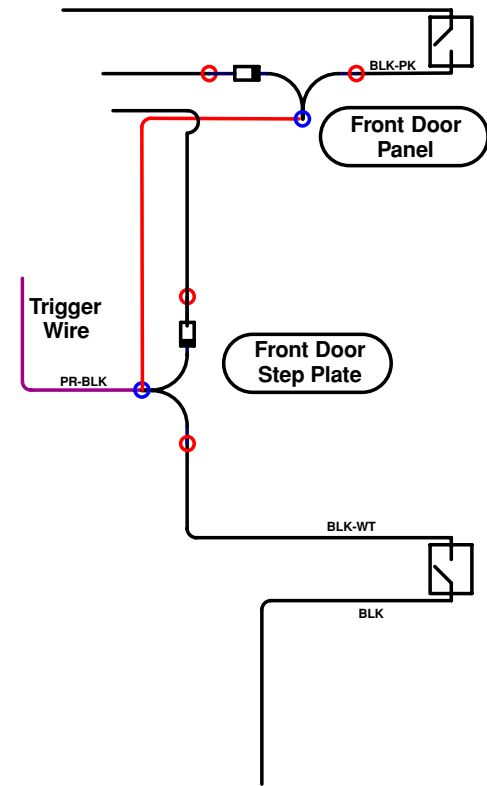 BLK-PK
Front Door
Panel
Trigger
Wire
Front Door
Step Plate
PR-BLK
BLK-WT
BLK